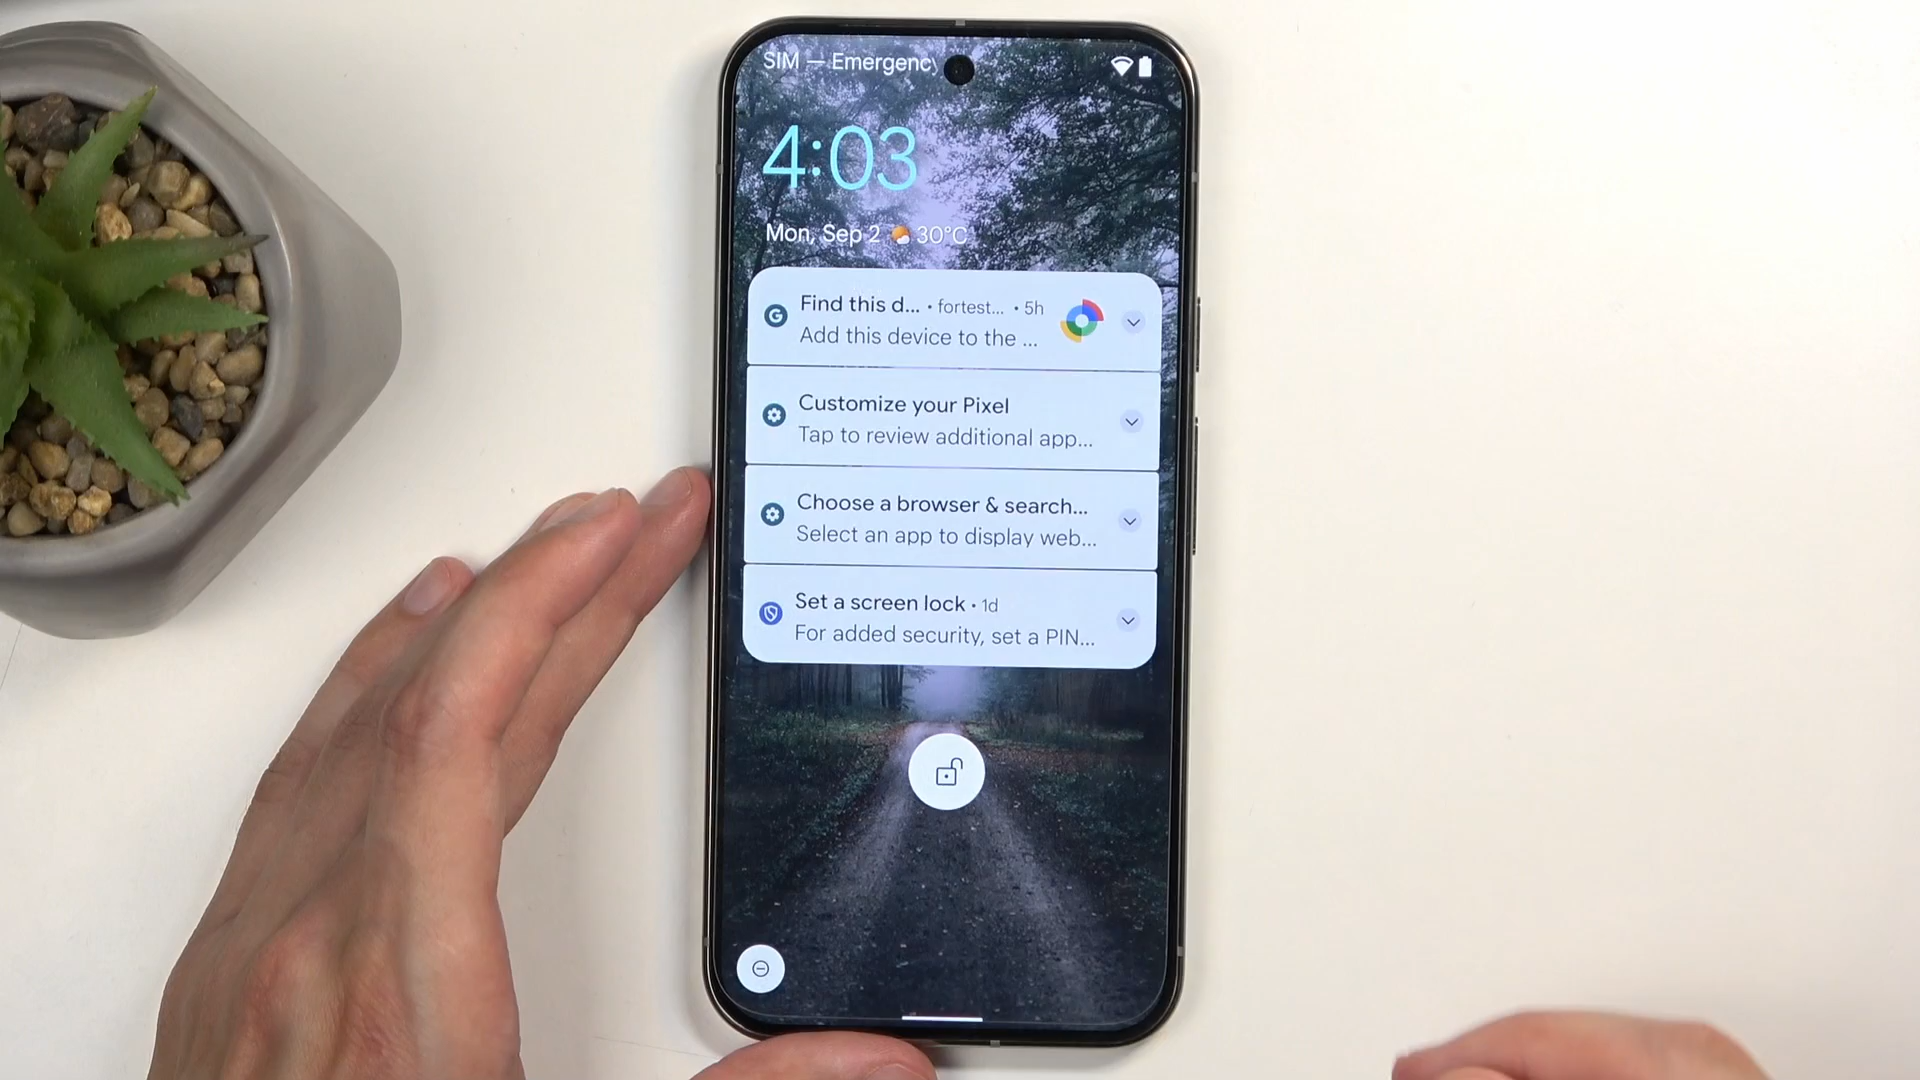 SIM — Emergency
4:03
Mon, Sep 2 30°C
Find this d... • fortest... • 5h
Add this device to the ...
Customize your Pixel
Tap to review additional app...
Choose a browser & search...
Select an app to display web...
Set a screen lock • 1d
For added security, set a PIN...